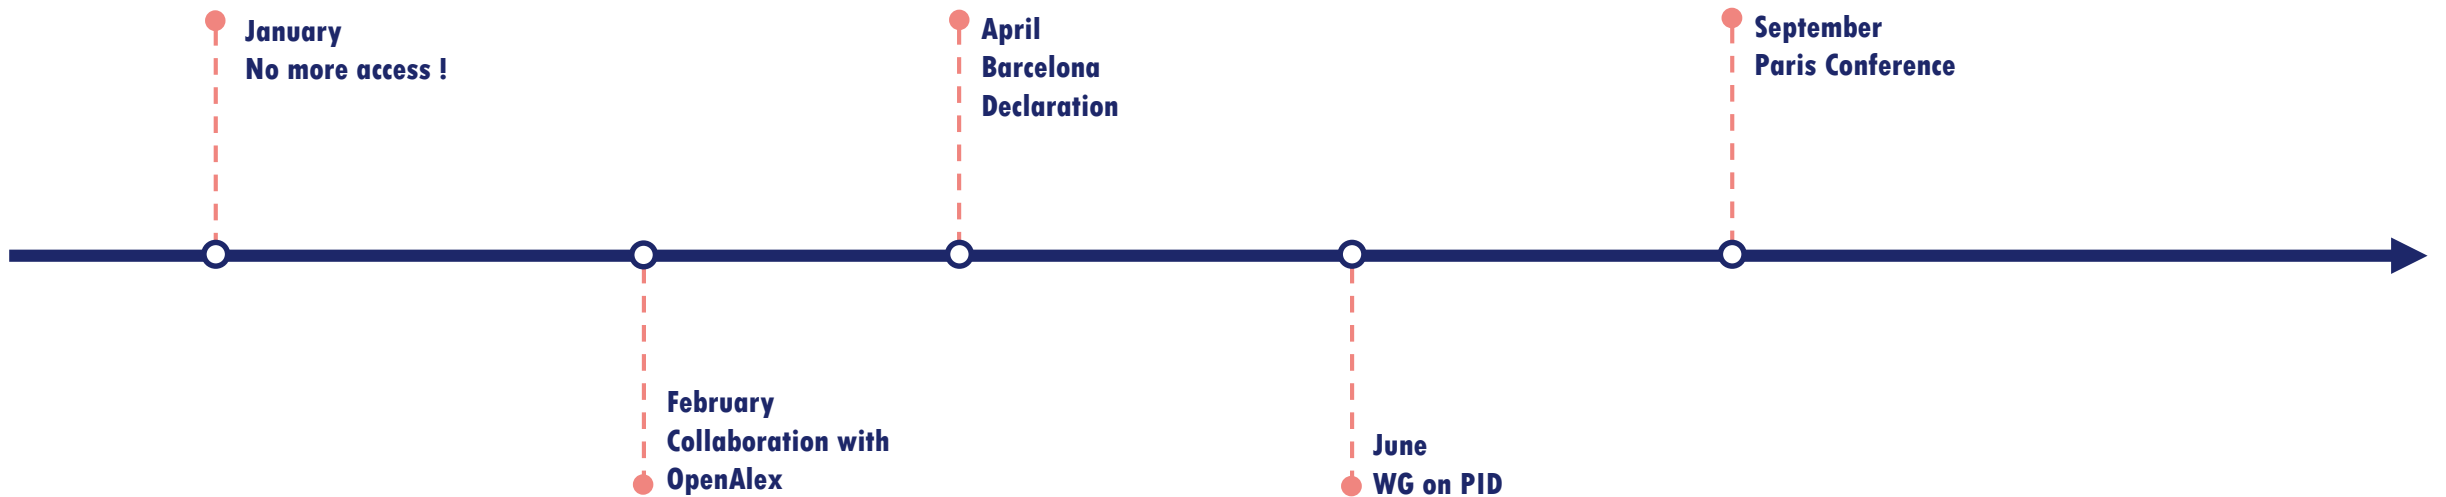 January
No more access !
February
Collaboration with
OpenAlex
April
Barcelona
Declaration
June
WG on PID
September
Paris Conference